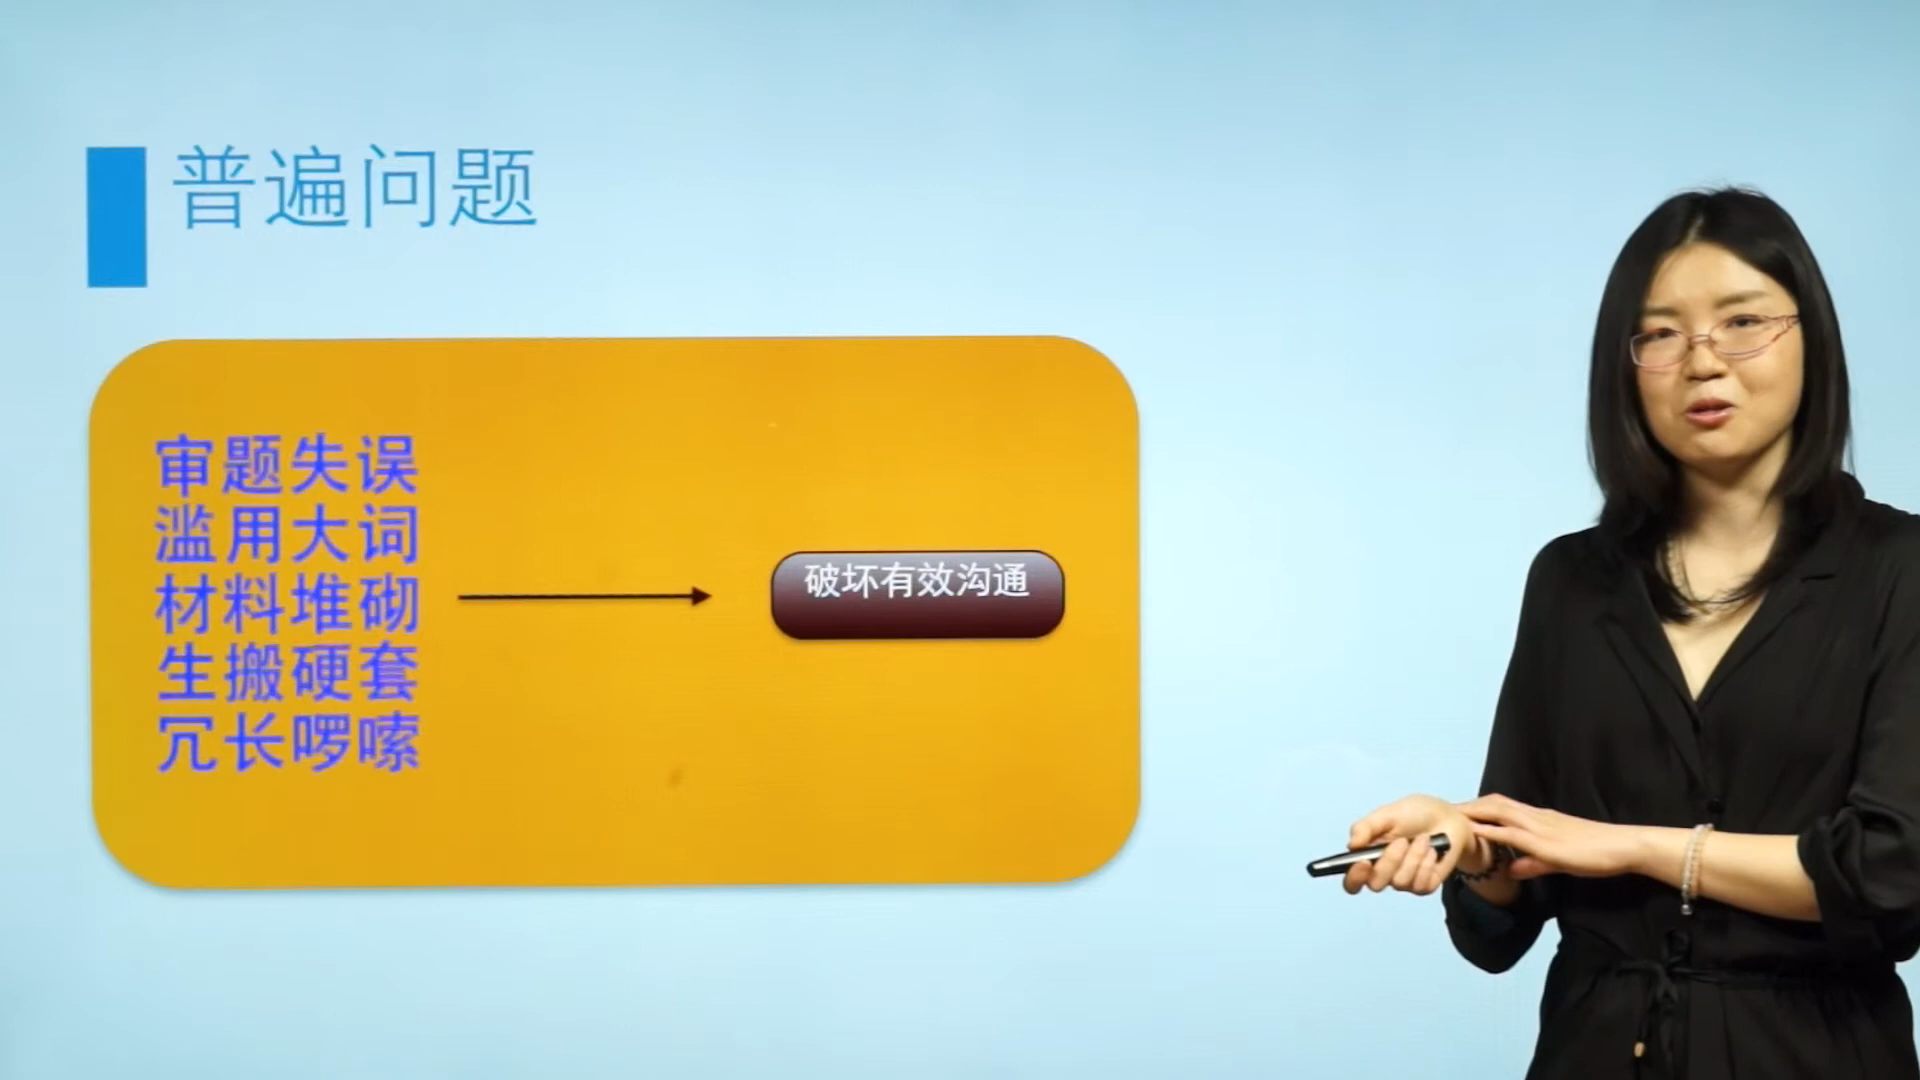 普遍问题
审题失误
滥用大词
材料堆砌
生搬硬套
冗长啰嗦
破坏有效沟通